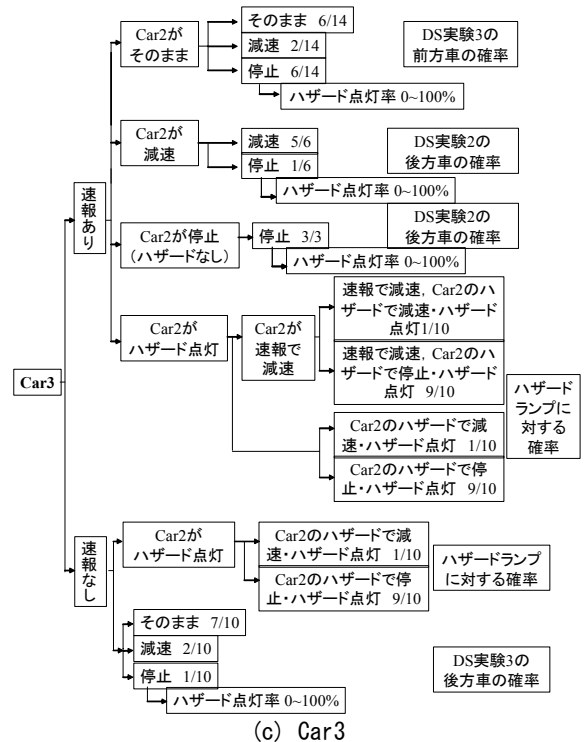 Car3
速報あり
Car2が
そのまま
そのまま 6/14
減速 2/14
停止 6/14
ハザード点灯率 0~100%
DS実験3の
前方車の確率
Car2が
減速
減速 5/6
停止 1/6
ハザード点灯率 0~100%
DS実験2の
後方車の確率
Car2が停止
(ハザードなし)
停止 3/3
ハザード点灯率 0~100%
DS実験2の
後方車の確率
Car2が
ハザード点灯
Car2が
速報で
減速
速報で減速, Car2のハ
ザードで減速・ハザード
点灯1/10
速報で減速, Car2のハ
ザードで停止・ハザード
点灯 9/10
Car2のハザードで減
速・ハザード点灯 1/10
Car2のハザードで停
止・ハザード点灯 9/10
ハザード
ランプに
対する
確率
速報なし
Car2が
ハザード点灯
Car2のハザードで減
速・ハザード点灯 1/10
Car2のハザードで停
止・ハザード点灯 9/10
ハザードランプ
に対する確率
そのまま 7/10
減速 2/10
停止 1/10
ハザード点灯率 0~100%
DS実験3の
後方車の確率
(c) Car3